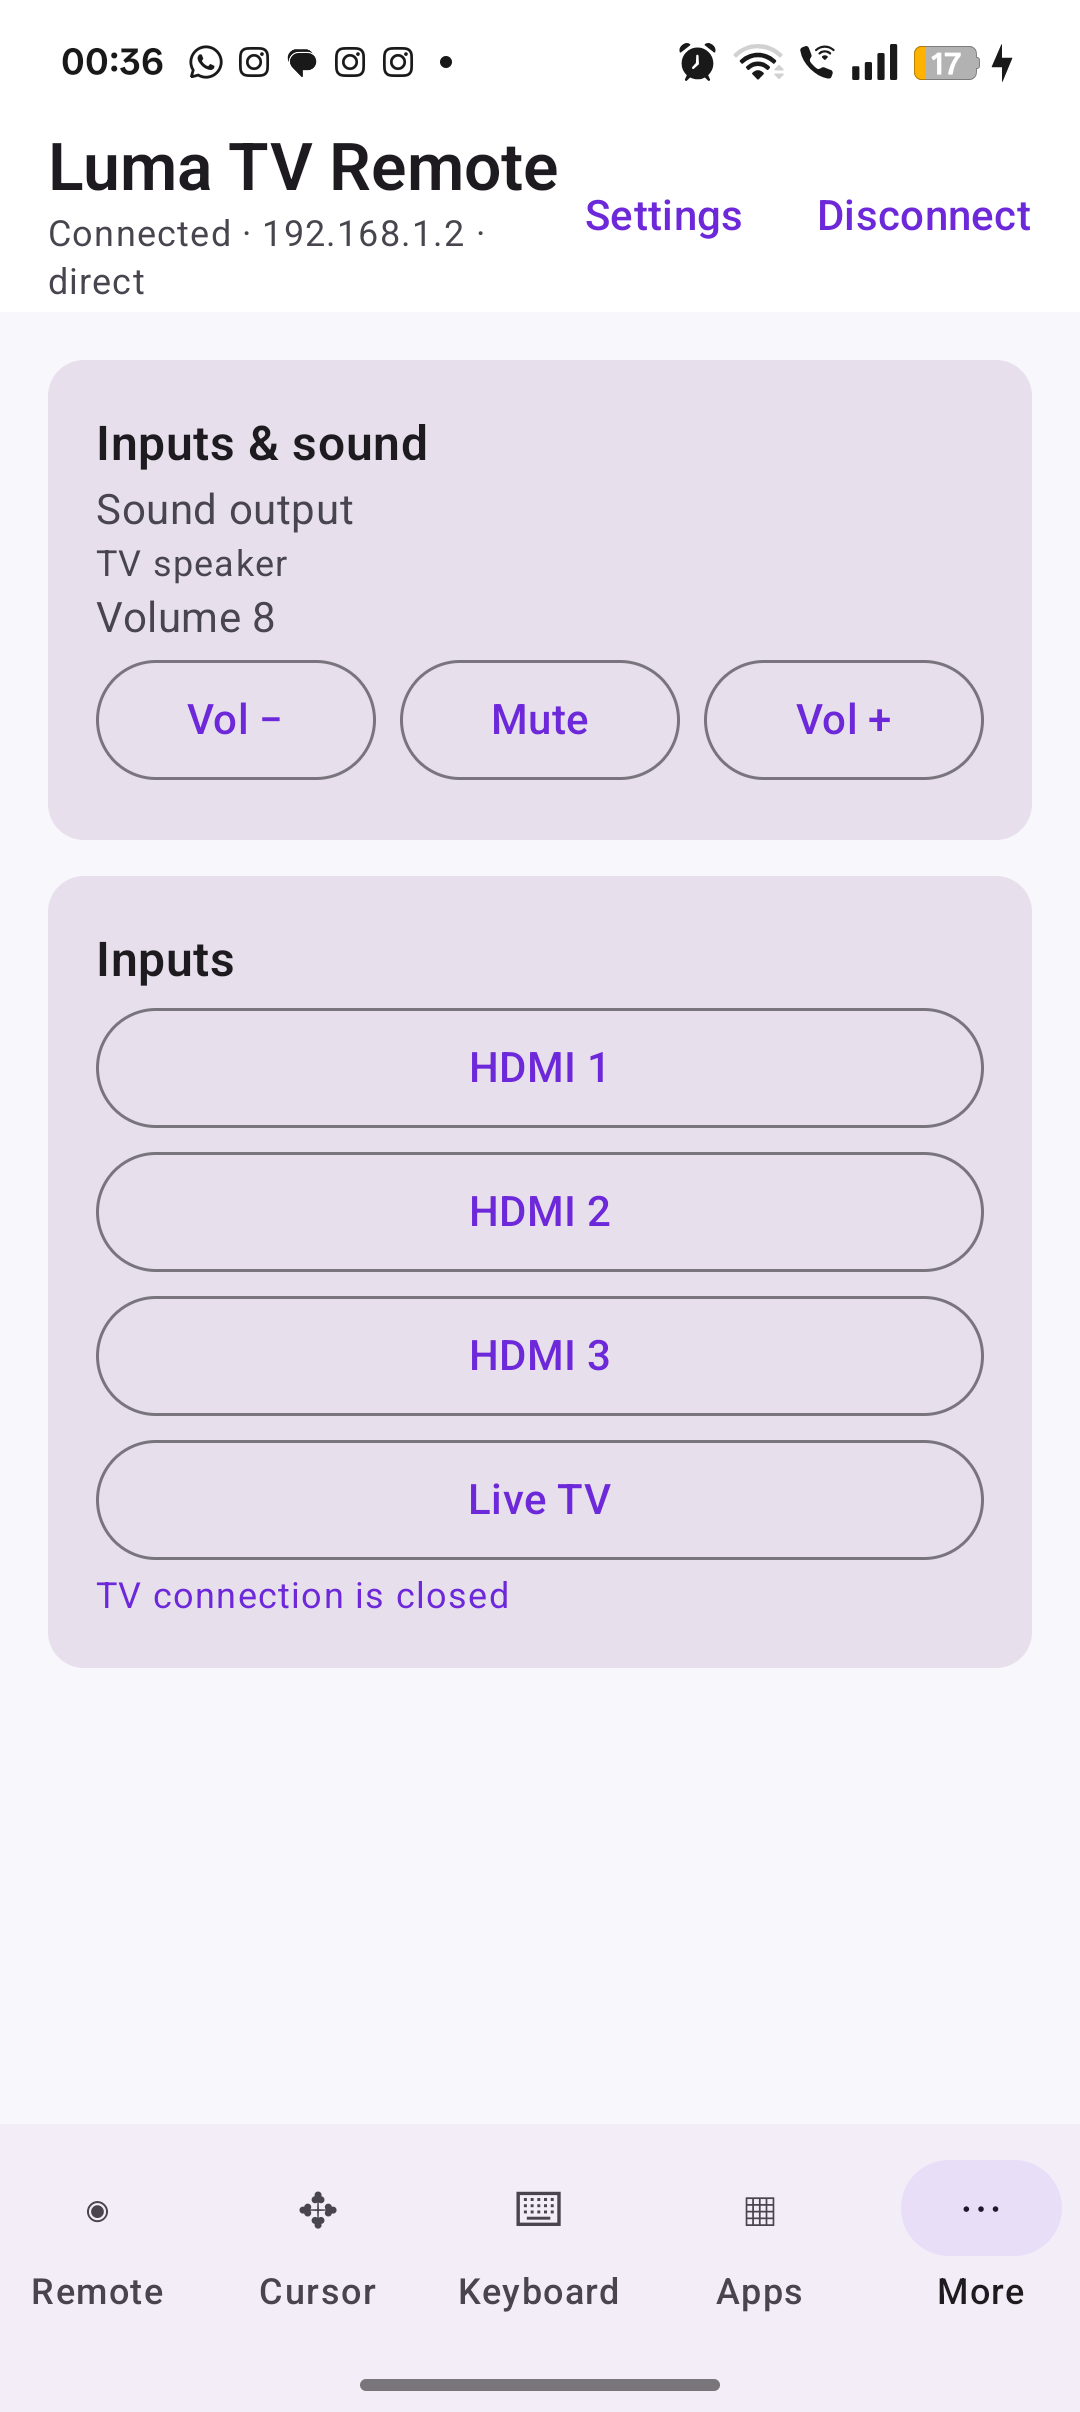 00:36
17
Luma TV Remote
Connected · 192.168.1.2 ·
direct
Settings
Disconnect
Inputs & sound
Sound output
TV speaker
Volume 8
Vol −
Mute
Vol +
Inputs
HDMI 1
HDMI 2
HDMI 3
Live TV
TV connection is closed
Remote
Cursor
Keyboard
Apps
More